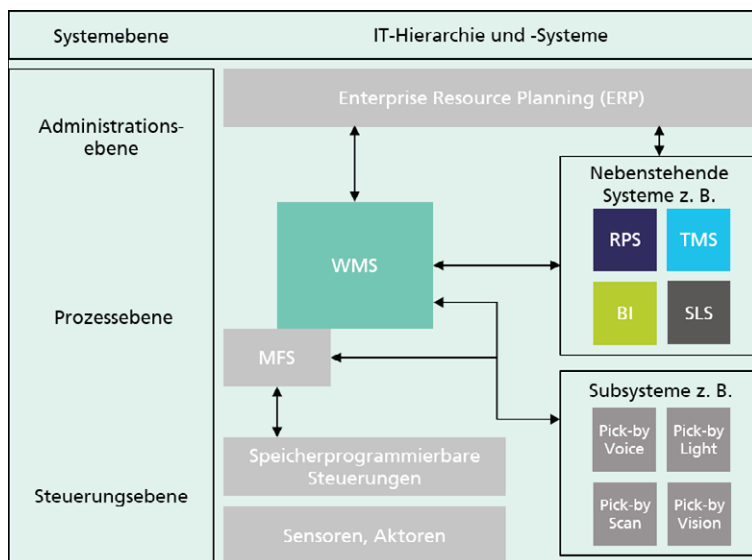 Systemebene
IT-Hierarchie und -Systeme
Administrations-
ebene
Prozessebene
Steuerungsebene
Enterprise Resource Planning (ERP)
WMS
MFS
Speicherprogrammierbare
Steuerungen
Sensoren, Aktoren
Nebenstehende
Systeme z. B.
RPS
TMS
BI
SLS
Subsysteme z. B.
Pick-by
Voice
Pick-by
Light
Pick-by
Scan
Pick-by
Vision